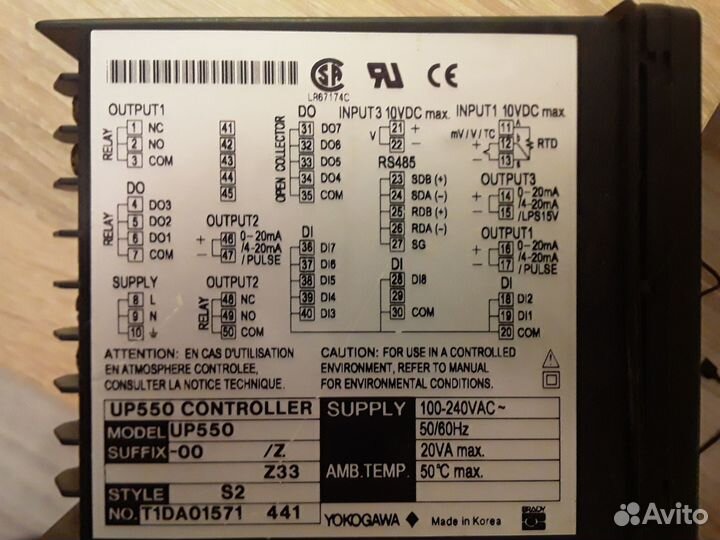 LR67174C
OUTPUT1
RELAY
1 NC
2 NO
3 COM
DO
RELAY
4 DO3
5 DO2
6 DO1
7 COM
SUPPLY
8 L
9 N
10
41
42
43
44
45
OUTPUT2
+ 46 0-20mA
/4-20mA
- 47 /PULSE
OUTPUT2
RELAY
48 NC
49 NO
50 COM
DO
OPEN COLLECTOR
31 DO7
32 DO6
33 DO5
34 DO4
35 COM
DI
36 DI7
37 DI6
38 DI5
39 DI4
40 DI3
INPUT3 10VDC max.
V
21 +
22 -
RS485
23 SDB (+)
24 SDA (-)
25 RDB (+)
26 RDA (-)
27 SG
DI
28 DI8
29
30 COM
INPUT1 10VDC max.
mV/V/TC
11 A
+ 12 B
- 13 B
RTD
OUTPUT3
+ 14 0-20mA
/4-20mA
- 15 /LPS15V
OUTPUT1
+ 16 0-20mA
/4-20mA
- 17 /PULSE
DI
18 DI2
19 DI1
20 COM
ATTENTION: EN CAS D'UTILISATION
EN ATMOSPHERE CONTROLEE,
CONSULTER LA NOTICE TECHNIQUE.
CAUTION: FOR USE IN A CONTROLLED
ENVIRONMENT, REFER TO MANUAL
FOR ENVIRONMENTAL CONDITIONS.
UP550 CONTROLLER
MODEL UP550
SUFFIX -00 /Z
Z33
STYLE S2
NO. T1DA01571 441
SUPPLY 100-240VAC~
50/60Hz
20VA max.
AMB.TEMP. 50°C max.
YOKOGAWA Made in Korea
BRADY
Avito